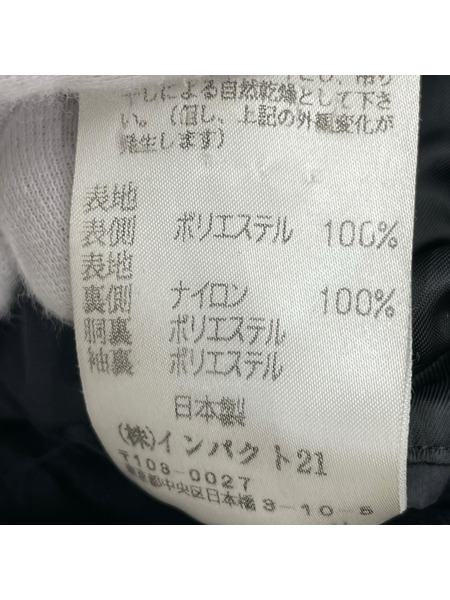 干しによる自然乾燥として下さ
い。(但し、上記の外観変化が
発生します)
表地
表側 ポリエステル 100%
表地
裏側 ナイロン 100%
胴裏 ポリエステル
袖裏 ポリエステル
日本製
(株)インパクト21
〒103-0027
東京都中央区日本橋3-10-5